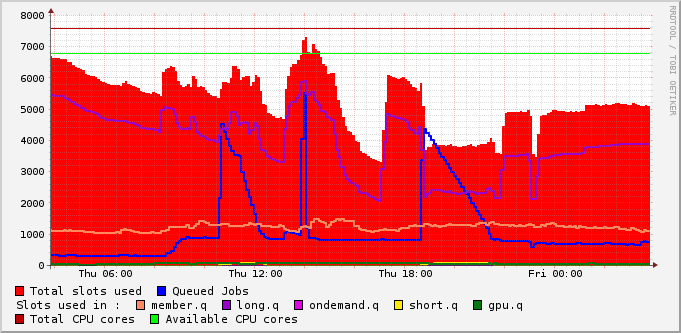 RRDTOOL / TOBI OETIKER
8000
7000
6000
5000
4000
3000
2000
1000
0
Thu 06:00 Thu 12:00 Thu 18:00 Fri 00:00
Total slots used Queued Jobs
Slots used in : member.q long.q ondemand.q short.q gpu.q
Total CPU cores Available CPU cores